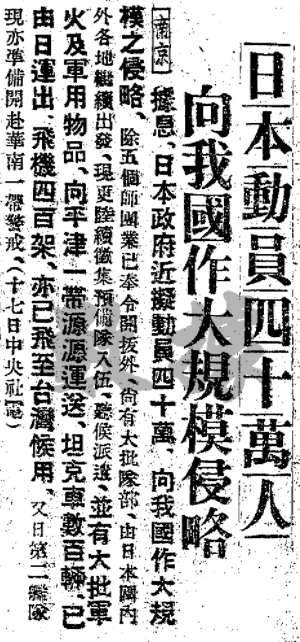 日本動員四十萬人
向我國作大規模侵略
【南京】據息、日本政府近擬動員四十萬、向我國作大規
模之侵略、除五個師團業已奉令開拔外、尙有大批隊部、由日本國內
外各地繼續出發、現更陸續徵集預備隊入伍、聽候派遣、並有大批軍
火及軍用物品、向平津一帶源源運送、坦克車數百輛、已
由日運出、飛機四百架、亦已飛至台灣候用、又日第二艦隊
現亦準備開赴華南一帶警戒、(十七日中央社電)